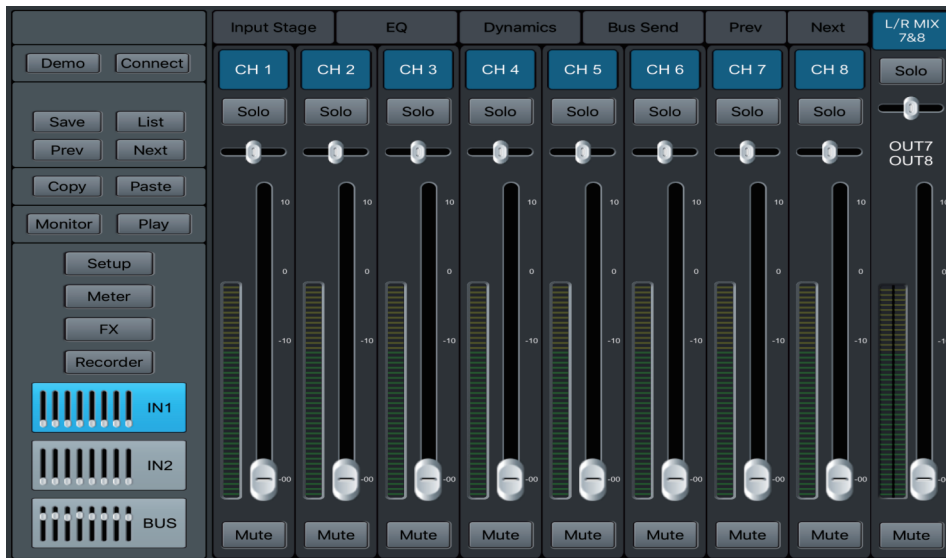 Input Stage EQ Dynamics Bus Send Prev Next L/R MIX
7&8
Demo Connect
CH 1 CH 2 CH 3 CH 4 CH 5 CH 6 CH 7 CH 8 Solo
Save List
Solo Solo Solo Solo Solo Solo Solo Solo
Prev Next
OUT7
OUT8
Copy Paste
10 10 10 10 10 10 10 10 10
Monitor Play
Setup
0 0 0 0 0 0 0 0 0
Meter
FX
-10 -10 -10 -10 -10 -10 -10 -10 -1
Recorder
IN1
IN2
-00 -00 -00 -00 -00 -00 -00 -00 -0
BUS
Mute Mute Mute Mute Mute Mute Mute Mute Mute